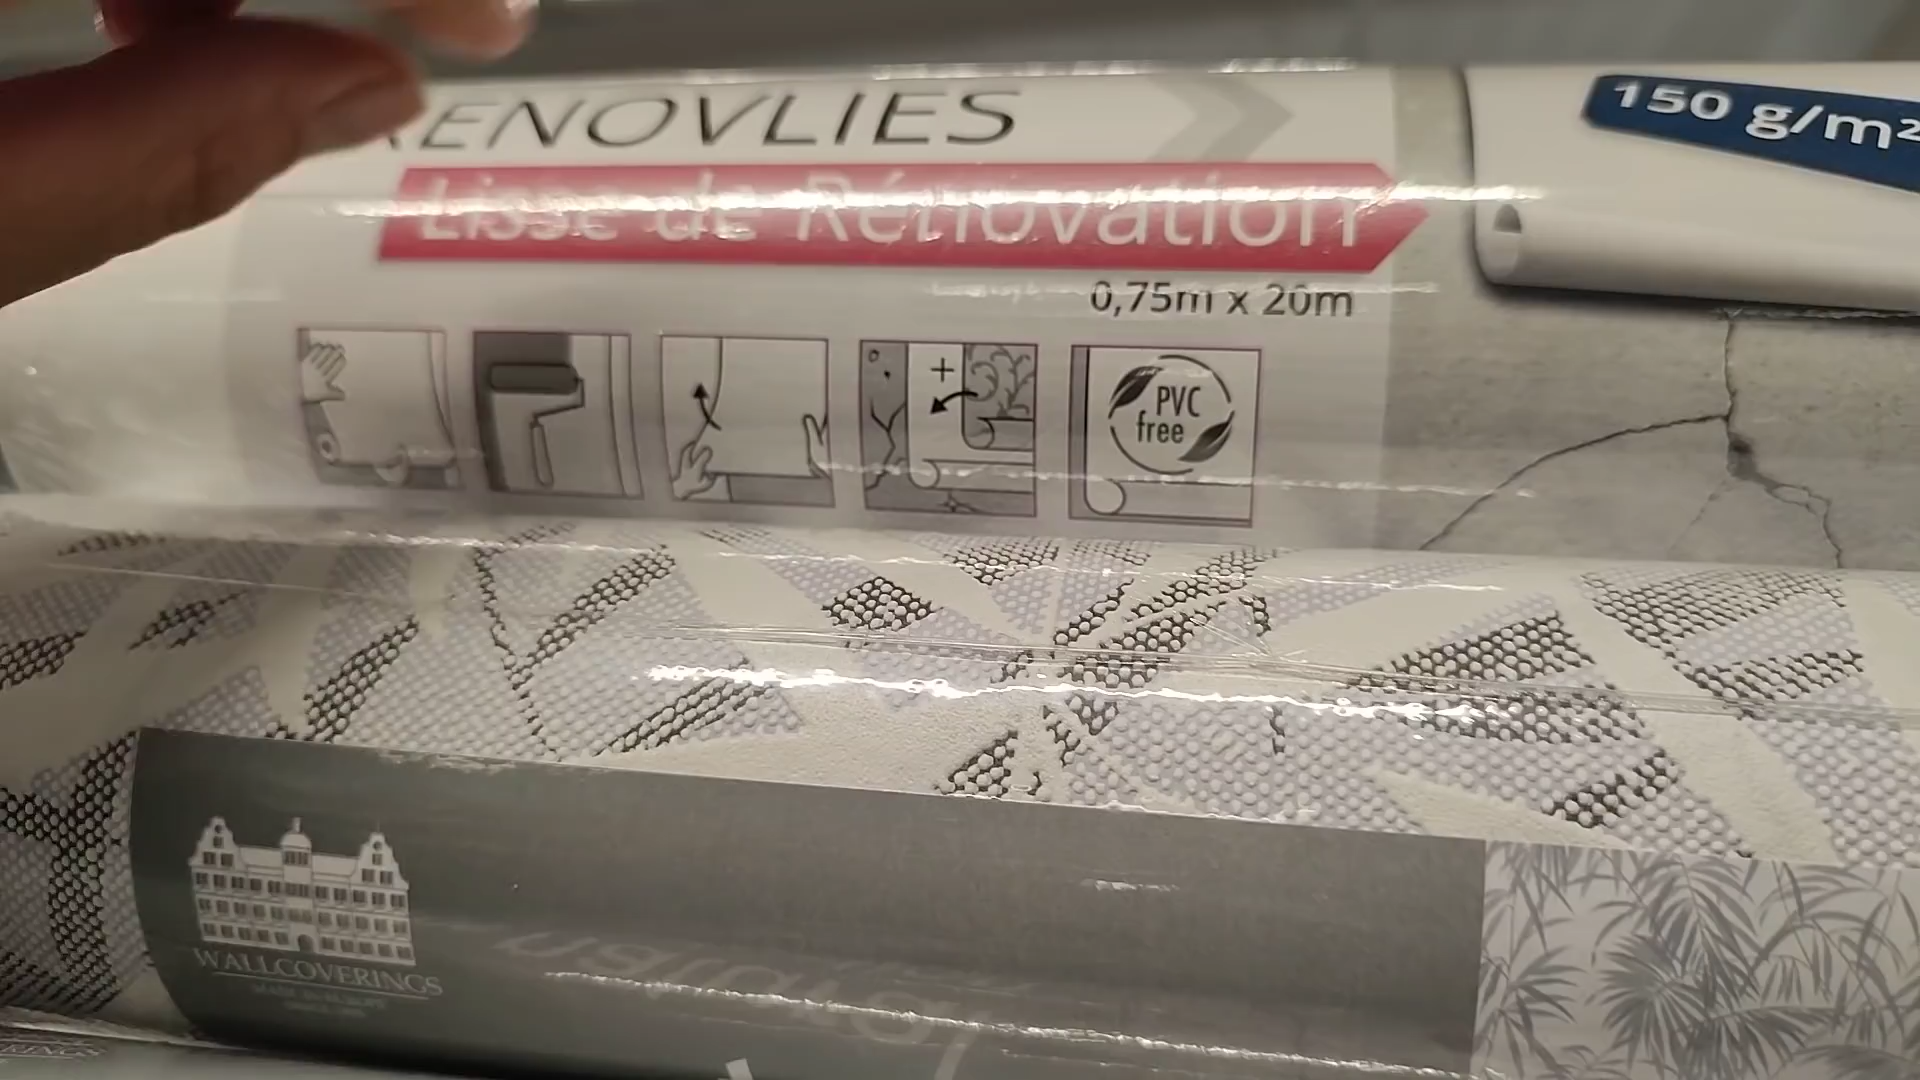 RENOVLIES
150 g/m²
Lisse de Rénovation
0,75m x 20m
+
PVC
free
WALLCOVERINGS